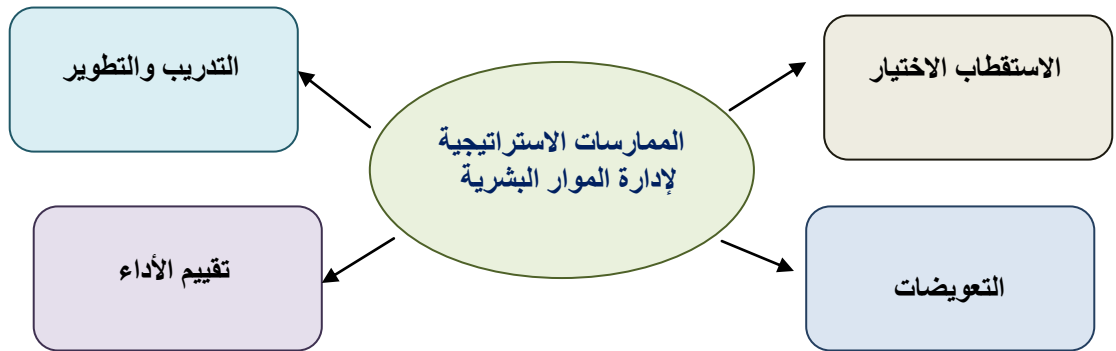 الاستقطاب الاختيار
التدريب والتطوير
الممارسات الاستراتيجية
لإدارة الموار البشرية
التعويضات
تقييم الأداء